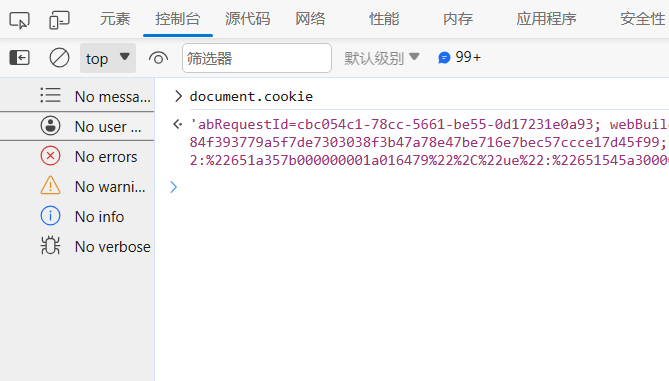 元素 控制台 源代码 网络 性能 内存 应用程序 安全性
top 筛选器 默认级别 99+
No messa...
No user ...
No errors
No warni...
No info
No verbose
document.cookie
'abRequestId=cbc054c1-78cc-5661-be55-0d17231e0a93; webBuil
84f393779a5f7de7303038f3b47a78e47be716e7bec57ccce17d45f99;
2:%22651a357b000000001a016479%22%2C%22ue%22:%22651545a30000